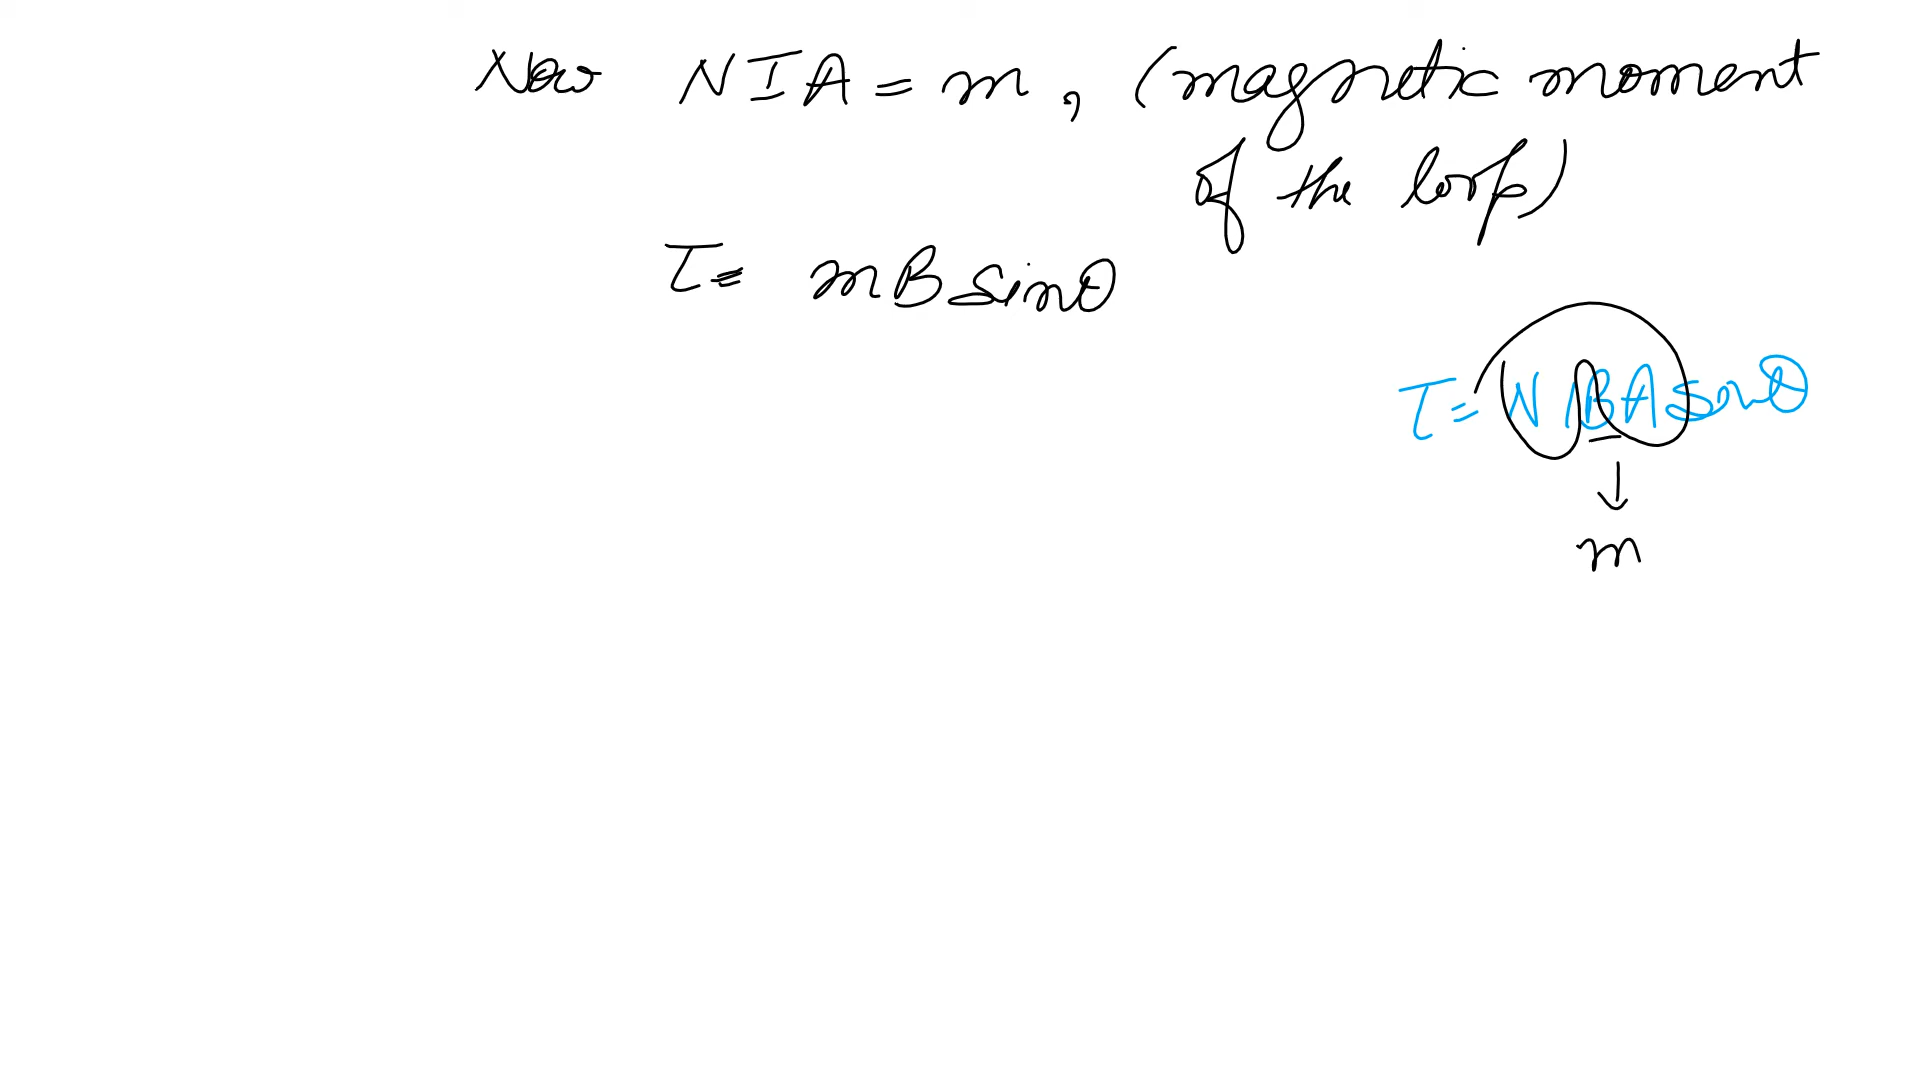 Now NIA = m, (magnetic moment
of the loop)
τ = mB sinθ
τ = NIBA sinθ
↓
m